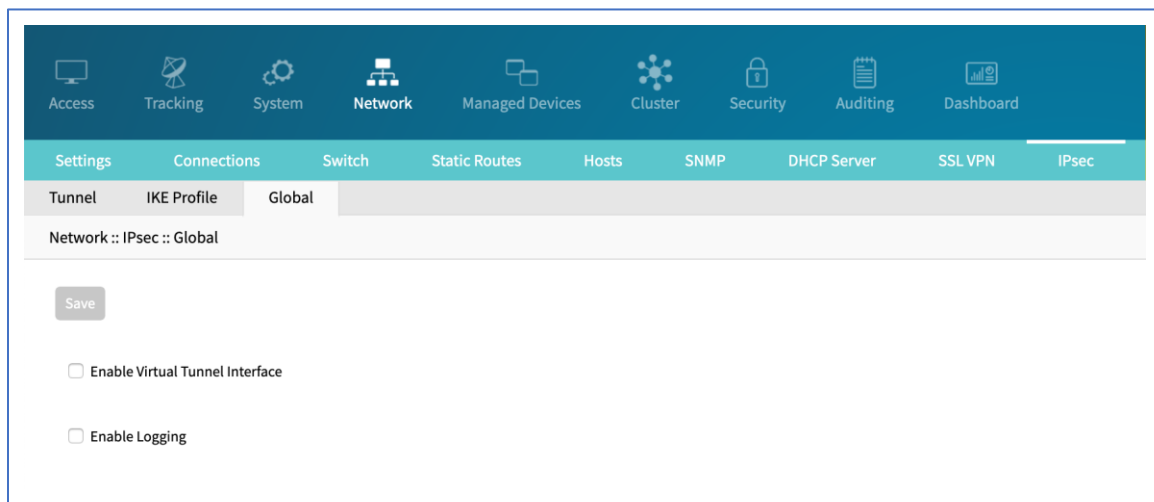 Access Tracking System Network Managed Devices Cluster Security Auditing Dashboard
Settings Connections Switch Static Routes Hosts SNMP DHCP Server SSL VPN IPsec
Tunnel IKE Profile Global
Network :: IPsec :: Global
Save
Enable Virtual Tunnel Interface
Enable Logging